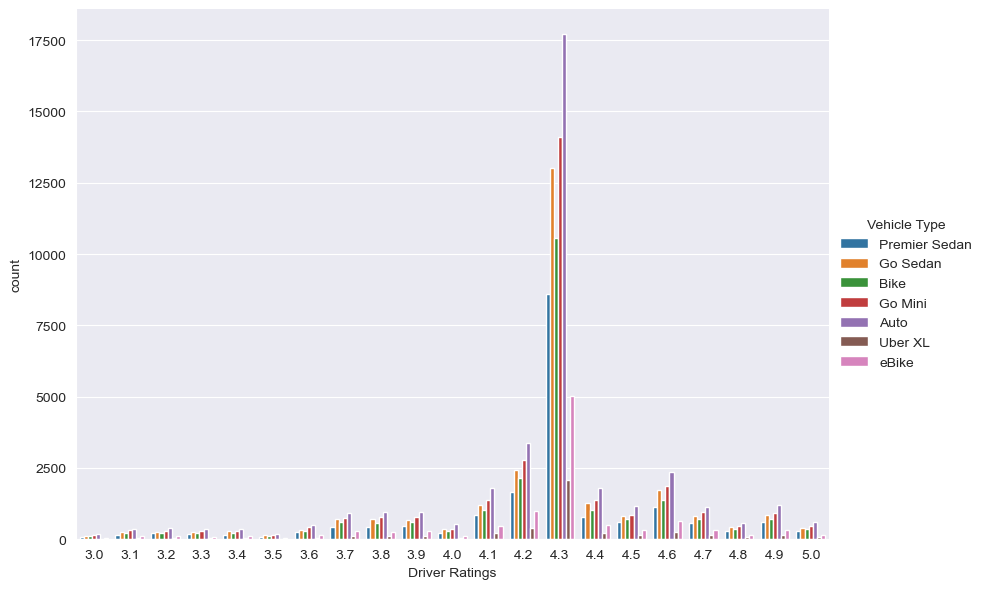 17500
15000
12500
10000
7500
5000
2500
0
count
3.0 3.1 3.2 3.3 3.4 3.5 3.6 3.7 3.8 3.9 4.0 4.1 4.2 4.3 4.4 4.5 4.6 4.7 4.8 4.9 5.0
Driver Ratings
Vehicle Type
Premier Sedan
Go Sedan
Bike
Go Mini
Auto
Uber XL
eBike